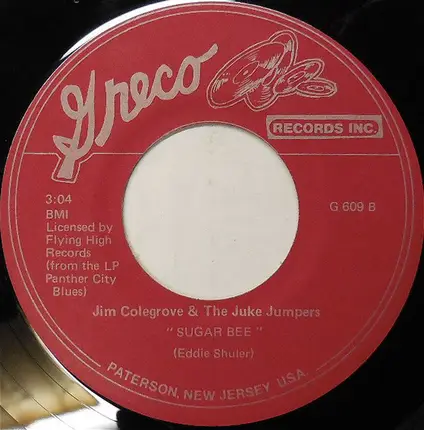 Greco
RECORDS INC.
3:04
BMI
Licensed by
Flying High
Records
(from the LP
Panther City
Blues)
G 609 B
Jim Colegrove & The Juke Jumpers
"SUGAR BEE"
(Eddie Shuler)
PATERSON, NEW JERSEY USA